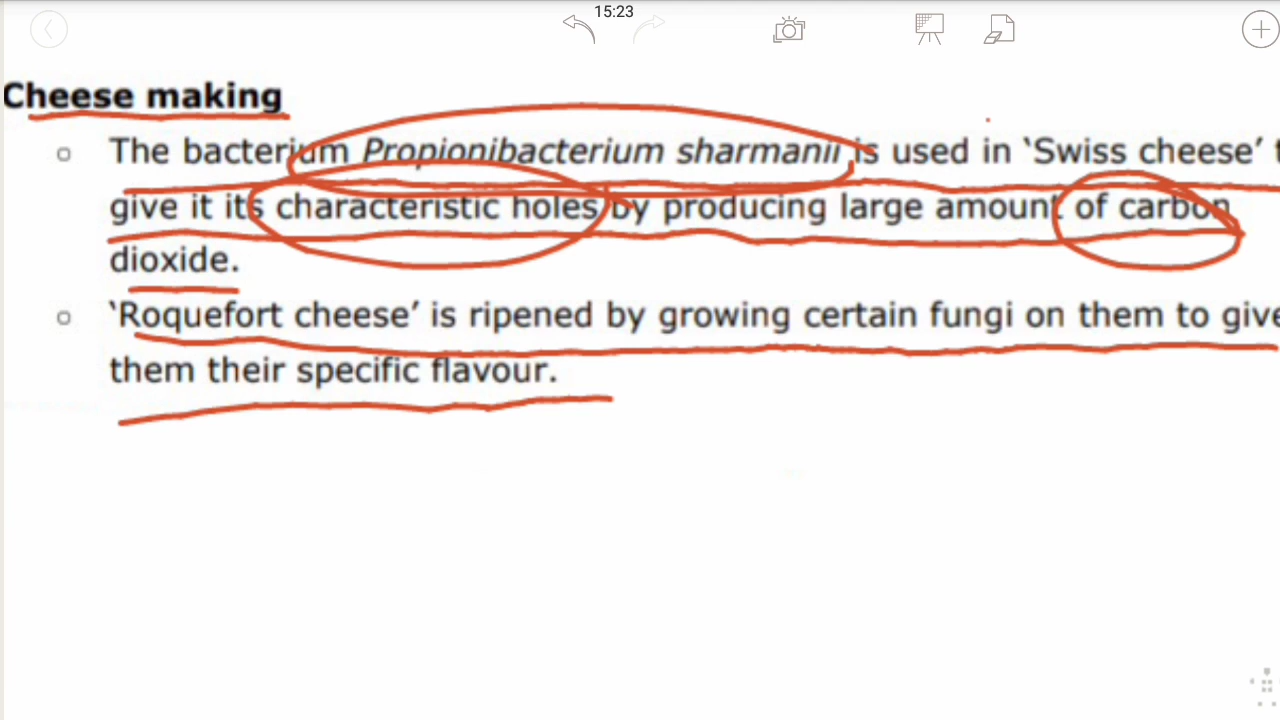 15:23
Cheese making
The bacterium Propionibacterium sharmanii is used in ‘Swiss cheese’
give it its characteristic holes by producing large amount of carbon
dioxide.
‘Roquefort cheese’ is ripened by growing certain fungi on them to give
them their specific flavour.